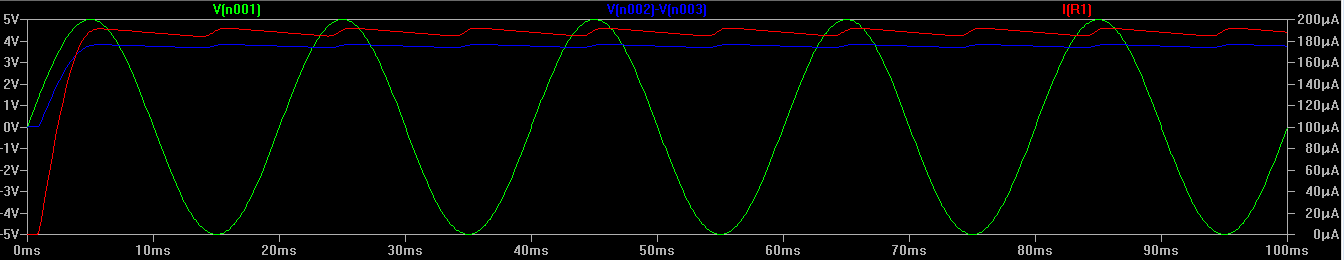 V(n001) V(n002)-V(n003) I(R1)
5V 200µA
4V 180µA
3V 160µA
2V 140µA
1V 120µA
0V 100µA
-1V 80µA
-2V 60µA
-3V 40µA
-4V 20µA
-5V 0µA
0ms 10ms 20ms 30ms 40ms 50ms 60ms 70ms 80ms 90ms 100ms